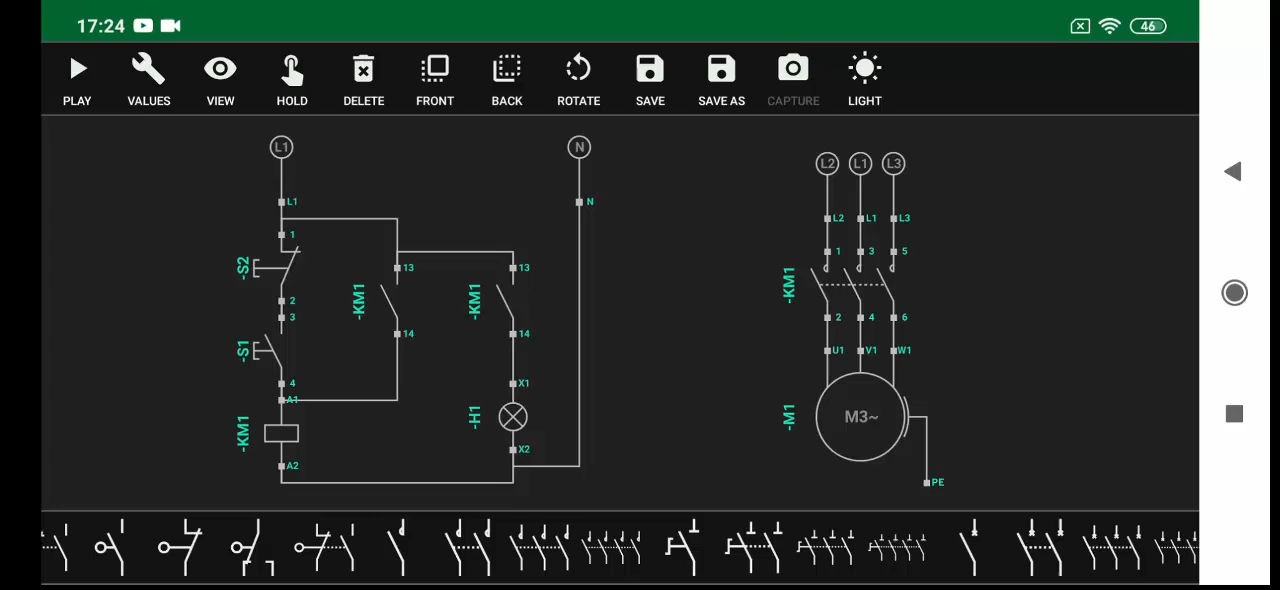 17:24 46
PLAY VALUES VIEW HOLD DELETE FRONT BACK ROTATE SAVE SAVE AS CAPTURE LIGHT
L1 N L2 L1 L3
L1 N L2 L1 L3
1 1 3 5
-S2 13 13 -KM1
-KM1 -KM1
2
3 2 4 6
14 14
-S1 U1 V1 W1
4 X1
A1
-KM1 -H1 -M1 M3~
X2
A2
PE